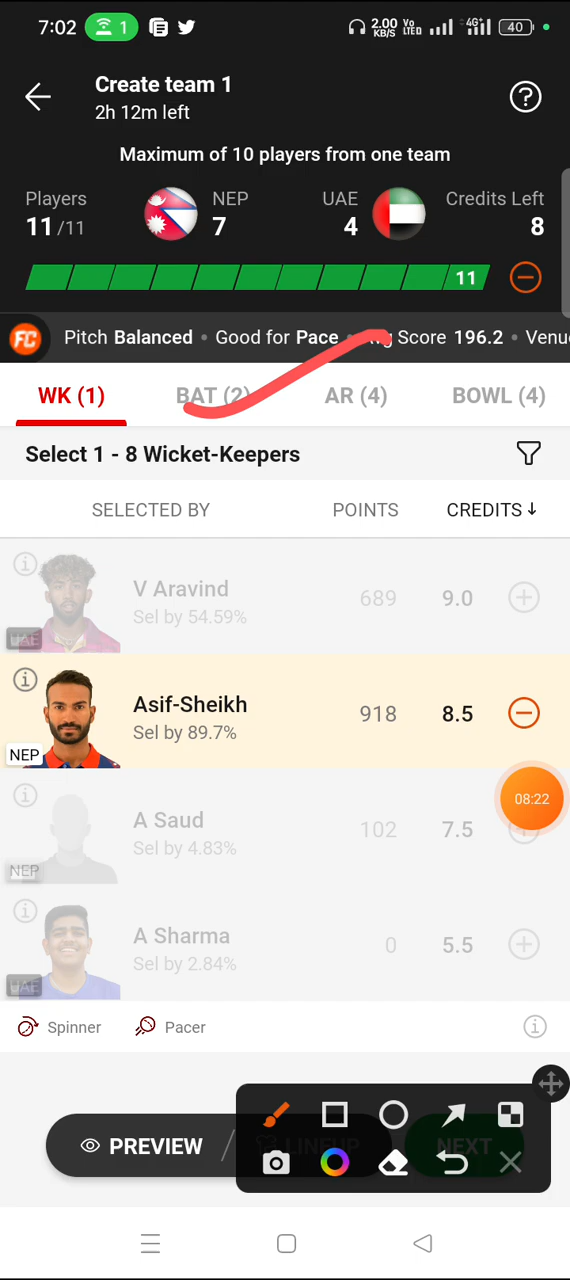 7:02 1 2.00 KB/S Vo LTED 4G+ 40
Create team 1
2h 12m left
Maximum of 10 players from one team
Players NEP UAE Credits Left
11/11 7 4 8
11
FC Pitch Balanced • Good for Pace • Score 196.2 • Venu
WK (1) BAT (2) AR (4) BOWL (4)
Select 1 - 8 Wicket-Keepers
SELECTED BY POINTS CREDITS↓
V Aravind
689 9.0
Sel by 54.59%
UAE
Asif-Sheikh
918 8.5
Sel by 89.7%
NEP
08:22
A Saud
102 7.5
Sel by 4.83%
NEP
A Sharma
0 5.5
Sel by 2.84%
UAE
Spinner Pacer
PREVIEW / LINEUP NEXT